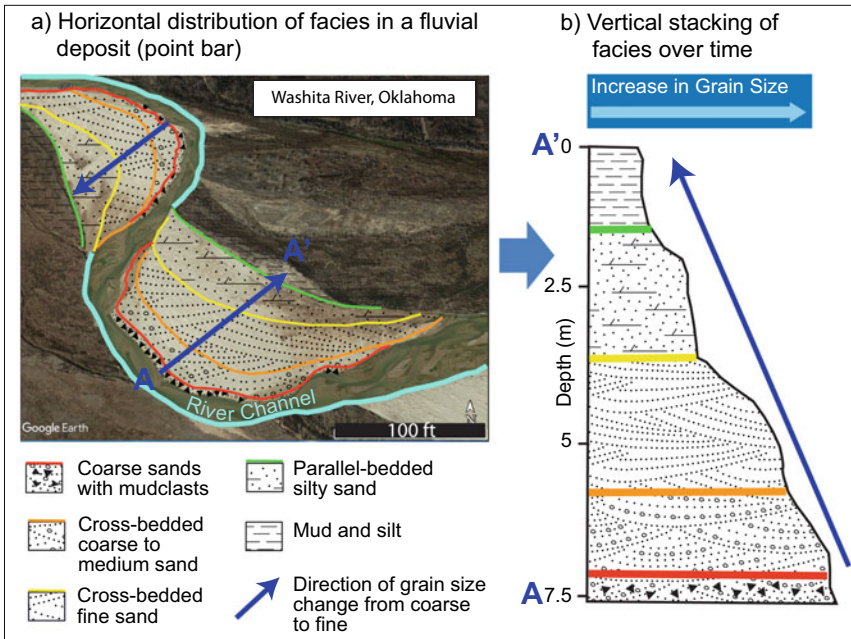 a) Horizontal distribution of facies in a fluvial
deposit (point bar)
Washita River, Oklahoma
A'
A
River Channel
Google Earth
N
100 ft
Coarse sands
with mudclasts
Cross-bedded
coarse to
medium sand
Cross-bedded
fine sand
Parallel-bedded
silty sand
Mud and silt
Direction of grain size
change from coarse
to fine
b) Vertical stacking of
facies over time
Increase in Grain Size
A' 0
2.5
Depth (m)
5
A 7.5